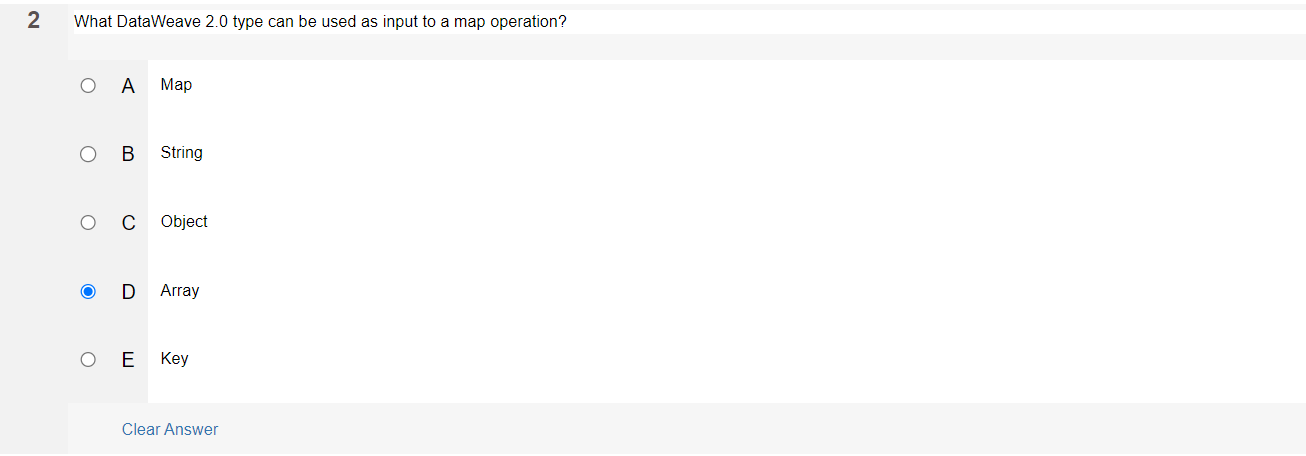 2 What DataWeave 2.0 type can be used as input to a map operation?
A Map
B String
C Object
D Array
E Key
Clear Answer